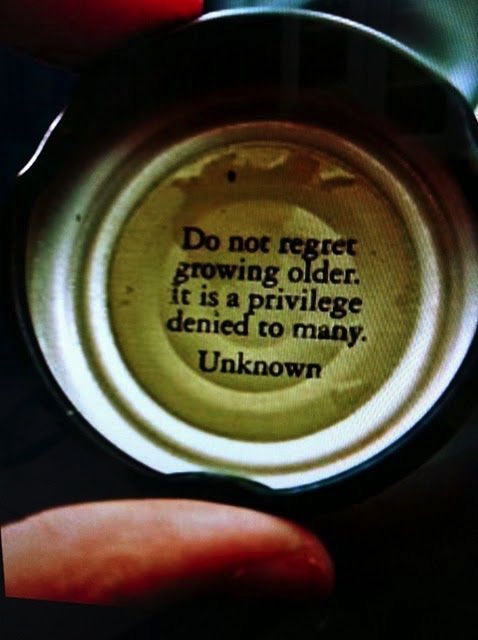 Do not regret
growing older.
it is a privilege
denied to many.
Unknown